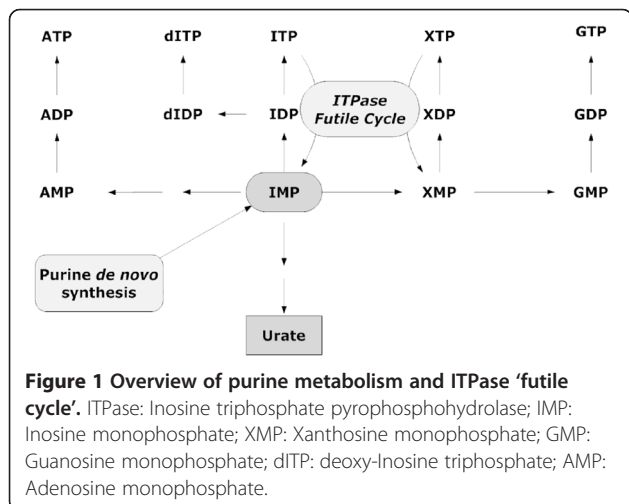 ATP dITP ITP XTP GTP
ITPase
Futile Cycle
ADP dIDP IDP XDP GDP
AMP IMP XMP GMP
Purine de novo
synthesis
Urate
Figure 1 Overview of purine metabolism and ITPase ‘futile
cycle’. ITPase: Inosine triphosphate pyrophosphohydrolase; IMP:
Inosine monophosphate; XMP: Xanthosine monophosphate; GMP:
Guanosine monophosphate; dITP: deoxy-Inosine triphosphate; AMP:
Adenosine monophosphate.